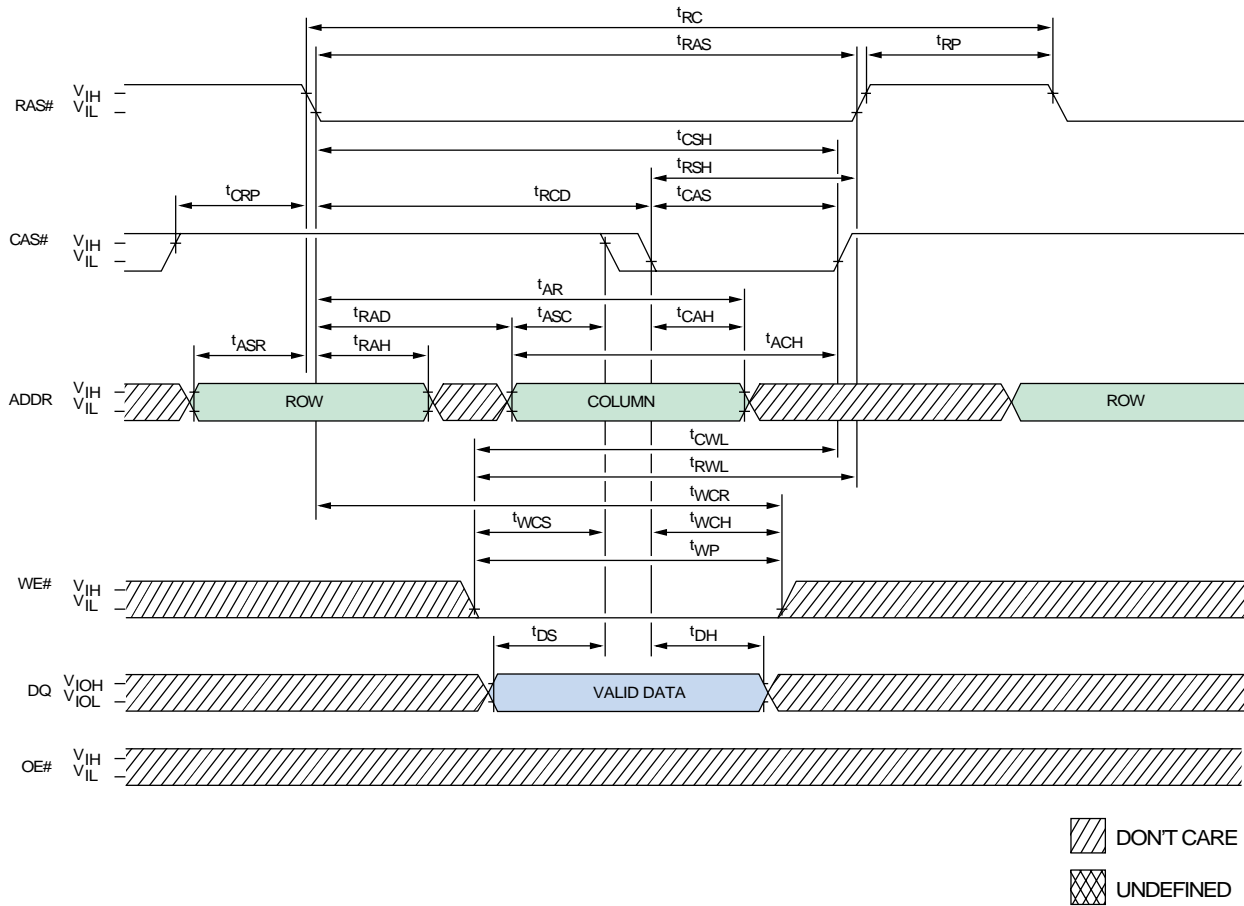 tRC
tRAS
tRP
RAS# VIH
VIL
tCSH
tRSH
tCRP
tRCD
tCAS
CAS# VIH
VIL
tAR
tRAD
tASC
tCAH
tASR
tRAH
tACH
ADDR VIH
VIL
ROW
COLUMN
ROW
tCWL
tRWL
tWCR
tWCS
tWCH
tWP
WE# VIH
VIL
tDS
tDH
DQ VIOH
VIOL
VALID DATA
OE# VIH
VIL
DON'T CARE
UNDEFINED